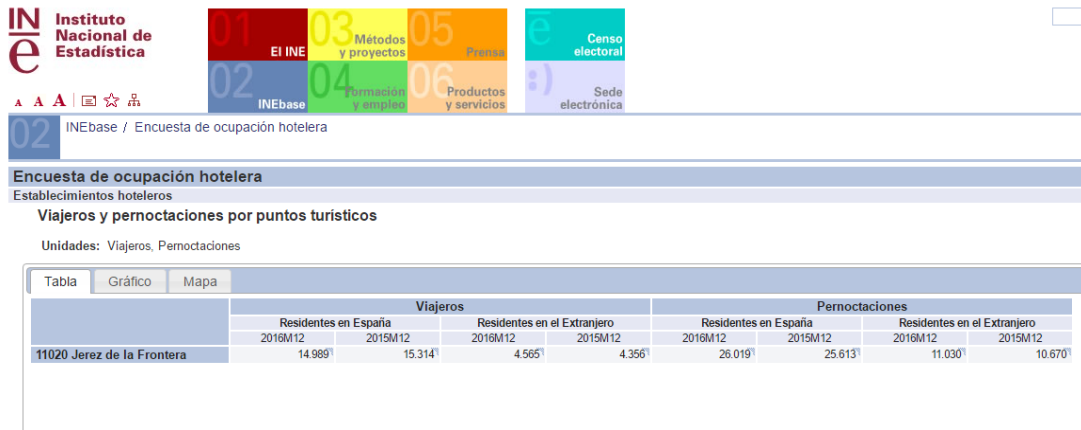 Instituto
Nacional de
Estadística
01
El INE
03
Métodos
y proyectos
05
Prensa
Censo
electoral
02
INEbase
04
Formación
y empleo
06
Productos
y servicios
Sede
electrónica
A A A
02
INEbase / Encuesta de ocupación hotelera
Encuesta de ocupación hotelera
Establecimientos hoteleros
Viajeros y pernoctaciones por puntos turísticos
Unidades: Viajeros, Pernoctaciones
Tabla Gráfico Mapa
Viajeros Pernoctaciones
Residentes en España Residentes en el Extranjero Residentes en España Residentes en el Extranjero
2016M12 2015M12 2016M12 2015M12 2016M12 2015M12 2016M12 2015M12
11020 Jerez de la Frontera 14.989 15.314 4.565 4.356 26.019 25.613 11.030 10.670